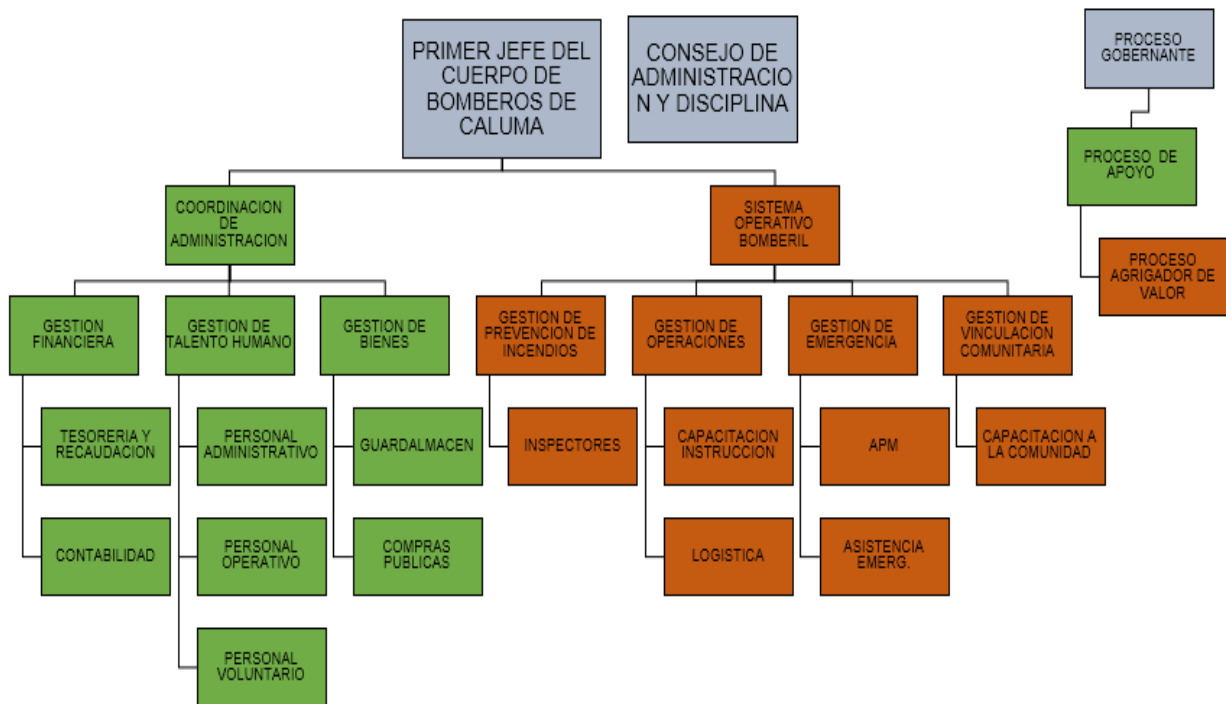 PRIMER JEFE DEL
CUERPO DE
BOMBEROS DE
CALUMA
CONSEJO DE
ADMINISTRACIO
N Y DISCIPLINA
PROCESO
GOBERNANTE
PROCESO DE
APOYO
PROCESO
AGRIGADOR DE
VALOR
COORDINACION
DE
ADMINISTRACION
SISTEMA
OPERATIVO
BOMBERIL
GESTION
FINANCIERA
GESTION DE
TALENTO HUMANO
GESTION DE
BIENES
GESTION DE
PREVENCION DE
INCENDIOS
GESTION DE
OPERACIONES
GESTION DE
EMERGENCIA
GESTION DE
VINCULACION
COMUNITARIA
TESORERIA Y
RECAUDACION
PERSONAL
ADMINISTRATIVO
GUARDALMACEN
INSPECTORES
CAPACITACION
INSTRUCCION
APM
CAPACITACION A
LA COMUNIDAD
CONTABILIDAD
PERSONAL
OPERATIVO
COMPRAS
PUBLICAS
LOGISTICA
ASISTENCIA
EMERG.
PERSONAL
VOLUNTARIO